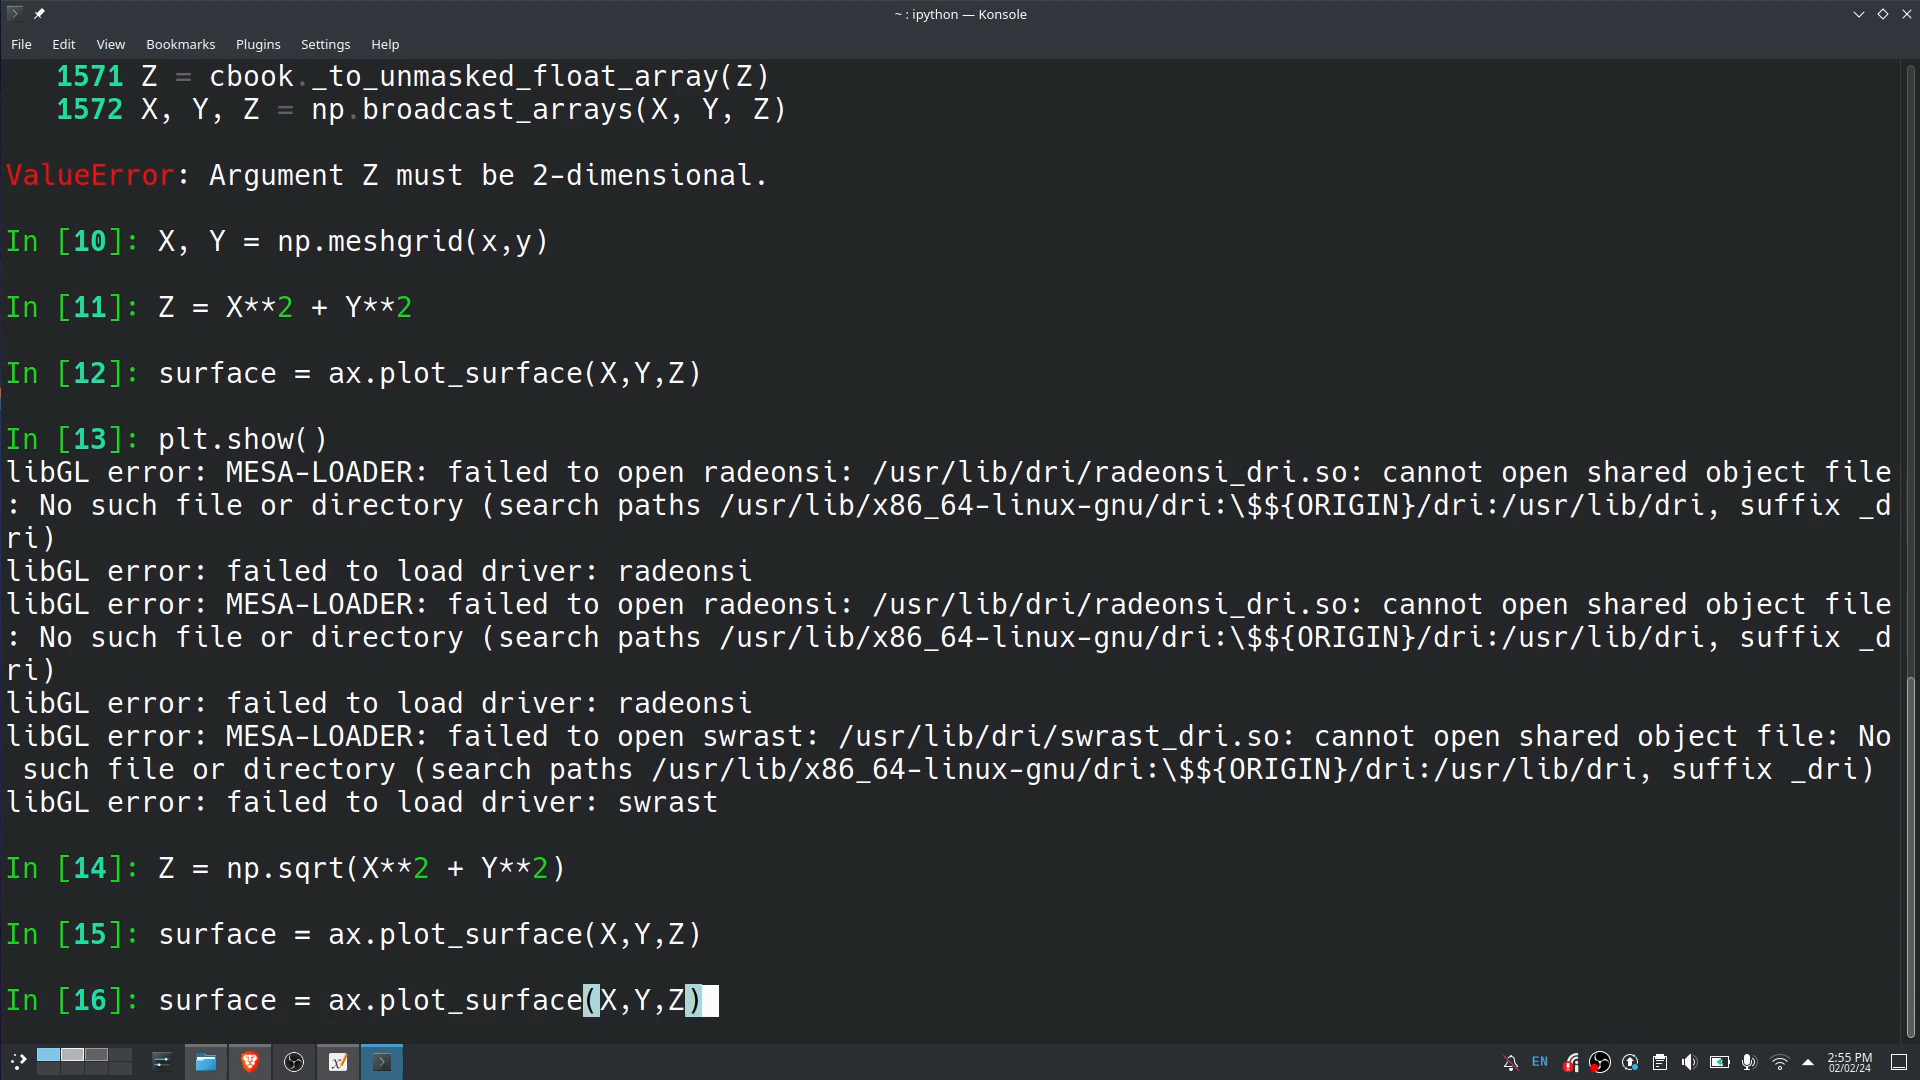 ~ : ipython — Konsole
File Edit View Bookmarks Plugins Settings Help
1571 Z = cbook._to_unmasked_float_array(Z)
1572 X, Y, Z = np.broadcast_arrays(X, Y, Z)
ValueError: Argument Z must be 2-dimensional.
In [10]: X, Y = np.meshgrid(x,y)
In [11]: Z = X**2 + Y**2
In [12]: surface = ax.plot_surface(X,Y,Z)
In [13]: plt.show()
libGL error: MESA-LOADER: failed to open radeonsi: /usr/lib/dri/radeonsi_dri.so: cannot open shared object file
: No such file or directory (search paths /usr/lib/x86_64-linux-gnu/dri:\$${ORIGIN}/dri:/usr/lib/dri, suffix _d
ri)
libGL error: failed to load driver: radeonsi
libGL error: MESA-LOADER: failed to open radeonsi: /usr/lib/dri/radeonsi_dri.so: cannot open shared object file
: No such file or directory (search paths /usr/lib/x86_64-linux-gnu/dri:\$${ORIGIN}/dri:/usr/lib/dri, suffix _d
ri)
libGL error: failed to load driver: radeonsi
libGL error: MESA-LOADER: failed to open swrast: /usr/lib/dri/swrast_dri.so: cannot open shared object file: No
 such file or directory (search paths /usr/lib/x86_64-linux-gnu/dri:\$${ORIGIN}/dri:/usr/lib/dri, suffix _dri)
libGL error: failed to load driver: swrast
In [14]: Z = np.sqrt(X**2 + Y**2)
In [15]: surface = ax.plot_surface(X,Y,Z)
In [16]: surface = ax.plot_surface(X,Y,Z)
EN
2:55 PM
02/02/24